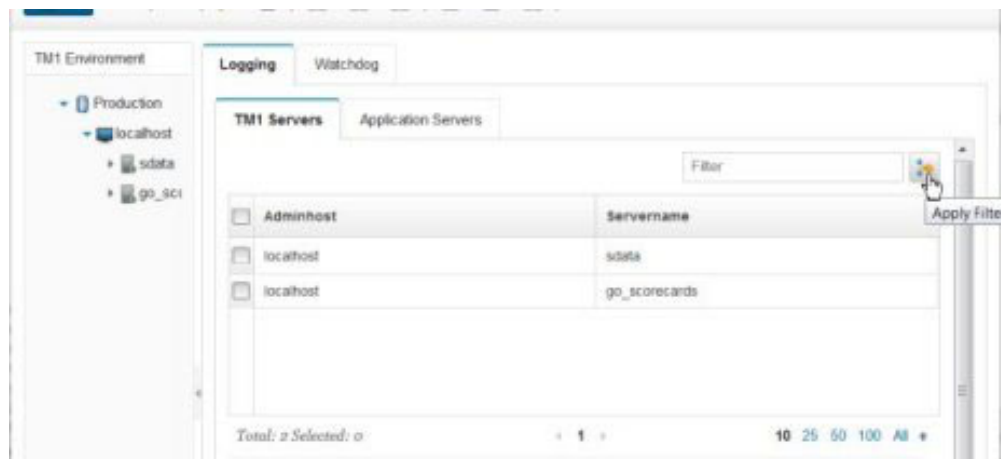 TM1 Environment
Logging
Watchdog
Production
localhost
sdata
go_sc
TM1 Servers
Application Servers
Filter
Apply Filte
Adminhost
Servername
localhost
sdata
localhost
go_scorecards
Total: 2 Selected: 0
1
10 25 50 100 All